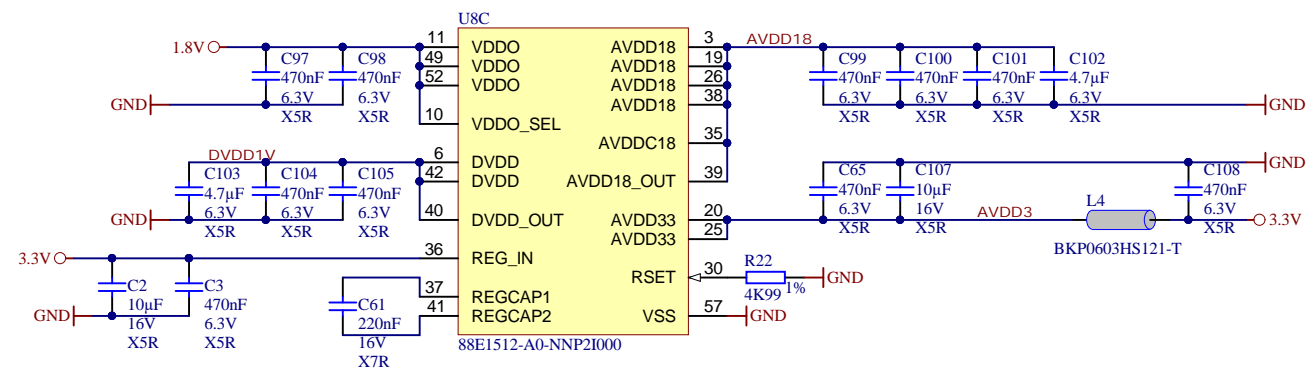 U8C
1.8V
C97
470nF
6.3V
X5R
C98
470nF
6.3V
X5R
GND
11 VDDO
49 VDDO
52 VDDO
10 VDDO_SEL
DVDD1V
C103
4.7µF
6.3V
X5R
C104
470nF
6.3V
X5R
C105
470nF
6.3V
X5R
GND
6 DVDD
42 DVDD
40 DVDD_OUT
3.3V
36 REG_IN
C2
10µF
16V
X5R
C3
470nF
6.3V
X5R
GND
C61
220nF
16V
X7R
37 REGCAP1
41 REGCAP2
AVDD18 3
AVDD18 19
AVDD18 26
AVDD18 38
AVDDC18 35
AVDD18_OUT 39
AVDD33 20
AVDD33 25
RSET 30
VSS 57
88E1512-A0-NNP2I000
AVDD18
C99
470nF
6.3V
X5R
C100
470nF
6.3V
X5R
C101
470nF
6.3V
X5R
C102
4.7µF
6.3V
X5R
GND
C65
470nF
6.3V
X5R
C107
10µF
16V
X5R
GND
C108
470nF
6.3V
X5R
AVDD3
L4
BKP0603HS121-T
3.3V
R22
4K99
1%
GND
GND